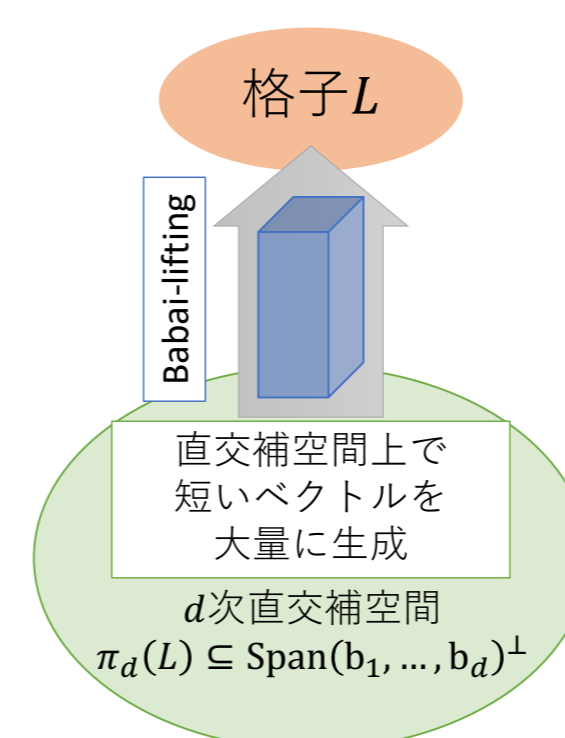 格子L
Babai-lifting
直交補空間上で
短いベクトルを
大量に生成
d次直交補空間
π_d(L) ⊆ Span(b₁, …, b_d)^⊥